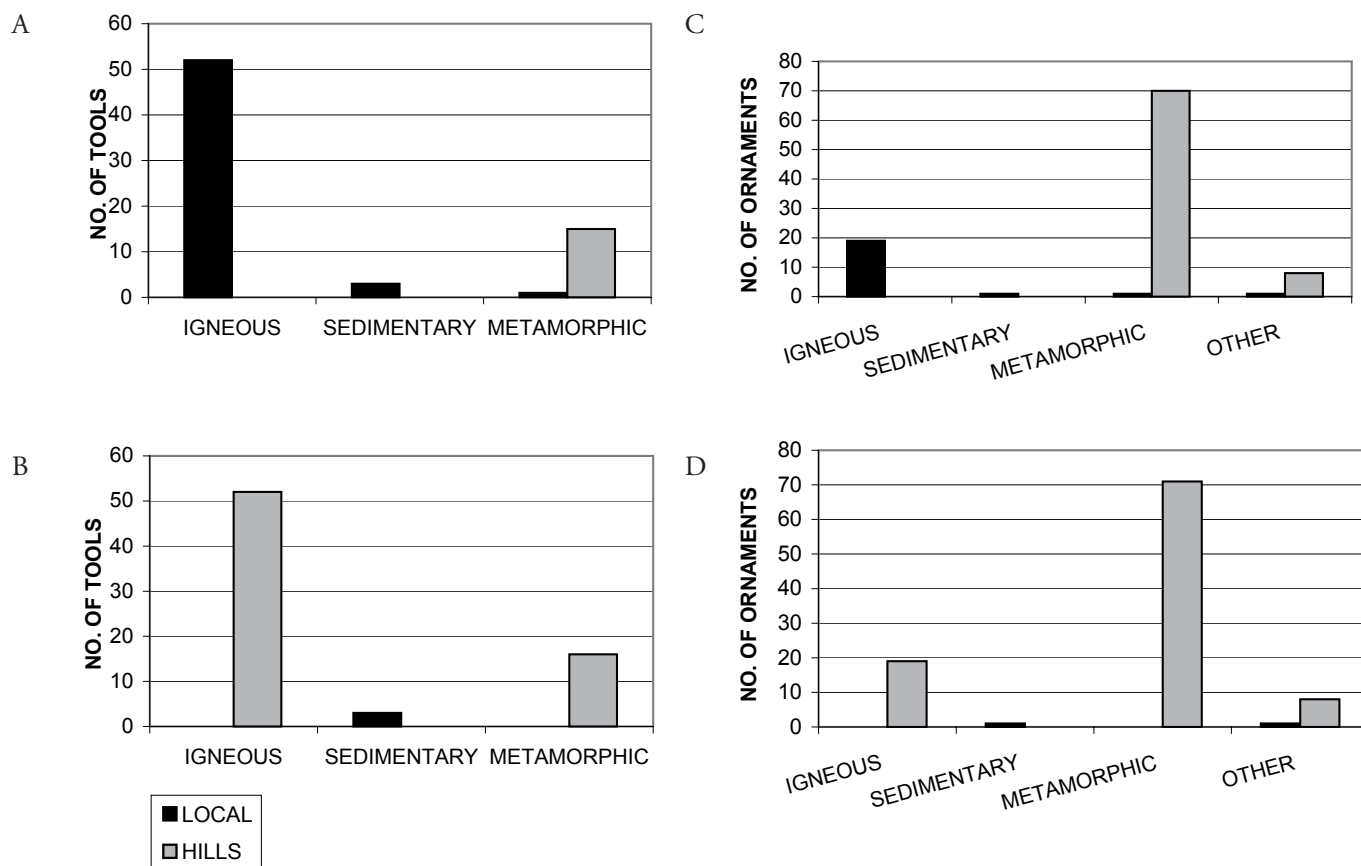 A
NO. OF TOOLS
60
50
40
30
20
10
0
IGNEOUS SEDIMENTARY METAMORPHIC
B
NO. OF TOOLS
60
50
40
30
20
10
0
IGNEOUS SEDIMENTARY METAMORPHIC
LOCAL
HILLS
C
NO. OF ORNAMENTS
80
70
60
50
40
30
20
10
0
IGNEOUS SEDIMENTARY METAMORPHIC OTHER
D
NO. OF ORNAMENTS
80
70
60
50
40
30
20
10
0
IGNEOUS SEDIMENTARY METAMORPHIC OTHER